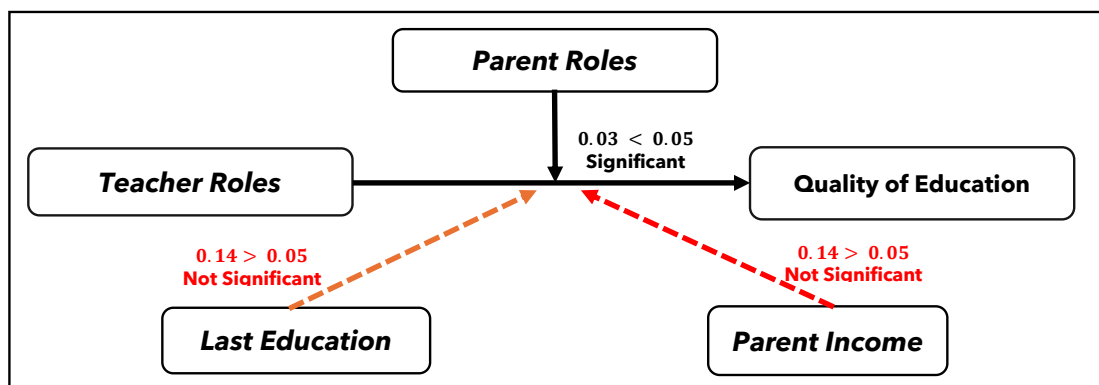 Parent Roles
0.03 < 0.05
Significant
Teacher Roles
Quality of Education
0.14 > 0.05
Not Significant
0.14 > 0.05
Not Significant
Last Education
Parent Income